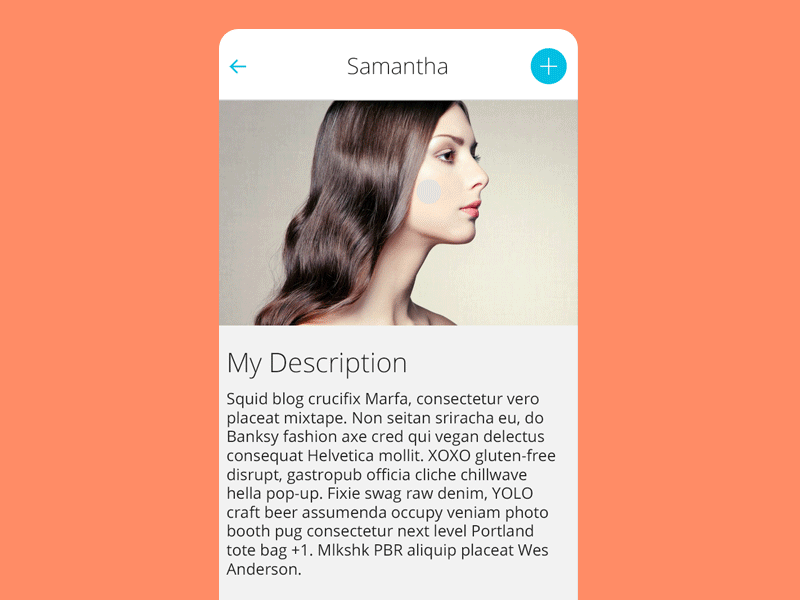 Samantha
My Description
Squid blog crucifix Marfa, consectetur vero
placeat mixtape. Non seitan sriracha eu, do
Banksy fashion axe cred qui vegan delectus
consequat Helvetica mollit. XOXO gluten-free
disrupt, gastropub officia cliche chillwave
hella pop-up. Fixie swag raw denim, YOLO
craft beer assumenda occupy veniam photo
booth pug consectetur next level Portland
tote bag +1. Mlkshk PBR aliquip placeat Wes
Anderson.